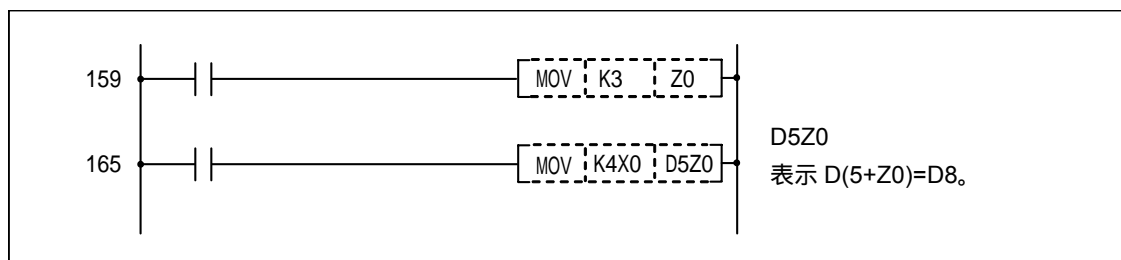 159 MOV K3 Z0
165 MOV K4X0 D5Z0
D5Z0
表示 D(5+Z0)=D8。